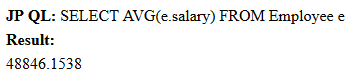 JP QL: SELECT AVG(e.salary) FROM Employee e
Result:
48846.1538